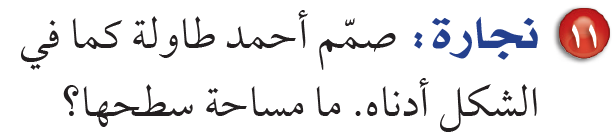 ١١ نجارة: صمّم أحمد طاولة كما في
الشكل أدناه. ما مساحة سطحها؟